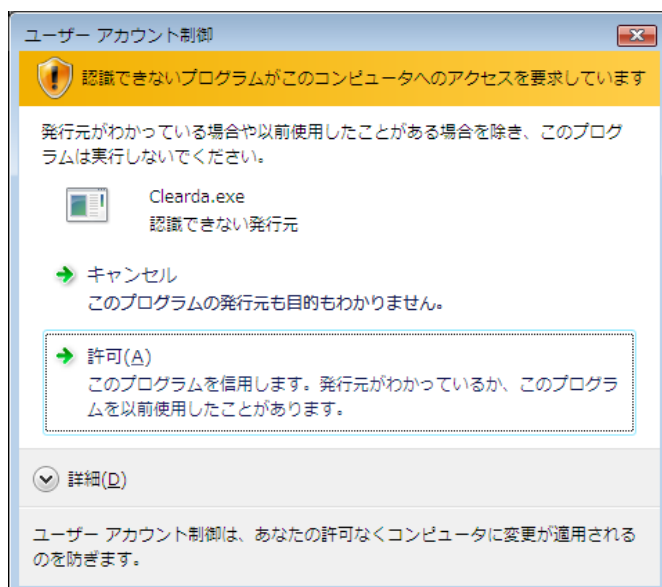 ユーザー アカウント制御
認識できないプログラムがこのコンピュータへのアクセスを要求しています
発行元がわかっている場合や以前使用したことがある場合を除き、このプログ
ラムは実行しないでください。
Clearda.exe
認識できない発行元
キャンセル
このプログラムの発行元も目的もわかりません。
許可(A)
このプログラムを信用します。発行元がわかっているか、このプログラ
ムを以前使用したことがあります。
詳細(D)
ユーザー アカウント制御は、あなたの許可なくコンピュータに変更が適用される
のを防ぎます。